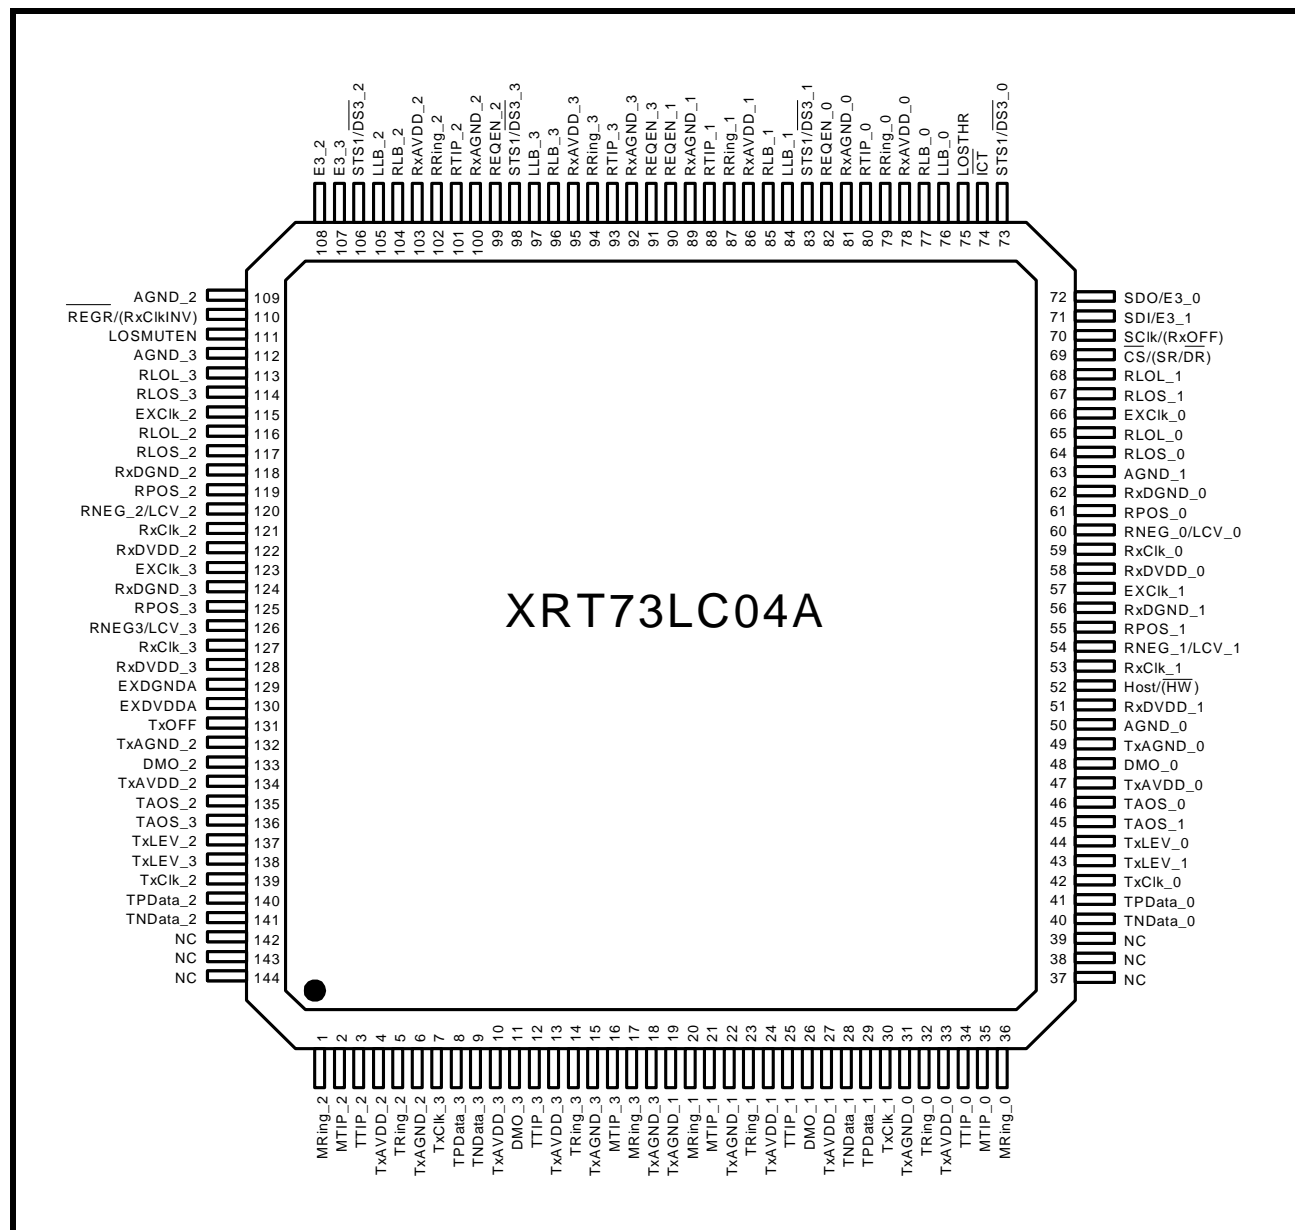 E3_2
E3_3
STS1/DS3_2
LLB_2
RLB_2
RxAVDD_2
RRing_2
RTIP_2
RxAGND_2
REQEN_2
STS1/DS3_3
LLB_3
RLB_3
RxAVDD_3
RRing_3
RTIP_3
RxAGND_3
REQEN_3
REQEN_1
RxAGND_1
RTIP_1
RRing_1
RxAVDD_1
RLB_1
LLB_1
STS1/DS3_1
REQEN_0
RxAGND_0
RTIP_0
RRing_0
RxAVDD_0
RLB_0
LLB_0
LOSTHR
ICT
STS1/DS3_0
108
107
106
105
104
103
102
101
100
99
98
97
96
95
94
93
92
91
90
89
88
87
86
85
84
83
82
81
80
79
78
77
76
75
74
73
AGND_2 109
REGR/(RxClkINV) 110
LOSMUTEN 111
AGND_3 112
RLOL_3 113
RLOS_3 114
EXClk_2 115
RLOL_2 116
RLOS_2 117
RxDGND_2 118
RPOS_2 119
RNEG_2/LCV_2 120
RxClk_2 121
RxDVDD_2 122
EXClk_3 123
RxDGND_3 124
RPOS_3 125
RNEG3/LCV_3 126
RxClk_3 127
RxDVDD_3 128
EXDGNDA 129
EXDVDDA 130
TxOFF 131
TxAGND_2 132
DMO_2 133
TxAVDD_2 134
TAOS_2 135
TAOS_3 136
TxLEV_2 137
TxLEV_3 138
TxClk_2 139
TPData_2 140
TNData_2 141
NC 142
NC 143
NC 144
XRT73LC04A
72 SDO/E3_0
71 SDI/E3_1
70 SClk/(RxOFF)
69 CS/(SR/DR)
68 RLOL_1
67 RLOS_1
66 EXClk_0
65 RLOL_0
64 RLOS_0
63 AGND_1
62 RxDGND_0
61 RPOS_0
60 RNEG_0/LCV_0
59 RxClk_0
58 RxDVDD_0
57 EXClk_1
56 RxDGND_1
55 RPOS_1
54 RNEG_1/LCV_1
53 RxClk_1
52 Host/(HW)
51 RxDVDD_1
50 AGND_0
49 TxAGND_0
48 DMO_0
47 TxAVDD_0
46 TAOS_0
45 TAOS_1
44 TxLEV_0
43 TxLEV_1
42 TxClk_0
41 TPData_0
40 TNData_0
39 NC
38 NC
37 NC
1
2
3
4
5
6
7
8
9
10
11
12
13
14
15
16
17
18
19
20
21
22
23
24
25
26
27
28
29
30
31
32
33
34
35
36
MRing_2
MTIP_2
TTIP_2
TxAVDD_2
TRing_2
TxAGND_2
TxClk_3
TPData_3
TNData_3
TxAVDD_3
DMO_3
TTIP_3
TxAVDD_3
TRing_3
TxAGND_3
MTIP_3
MRing_3
TxAGND_3
TxAGND_1
MRing_1
MTIP_1
TxAGND_1
TRing_1
TxAVDD_1
TTIP_1
DMO_1
TxAVDD_1
TNData_1
TPData_1
TxClk_1
TxAGND_0
TRing_0
TxAVDD_0
TTIP_0
MTIP_0
MRing_0